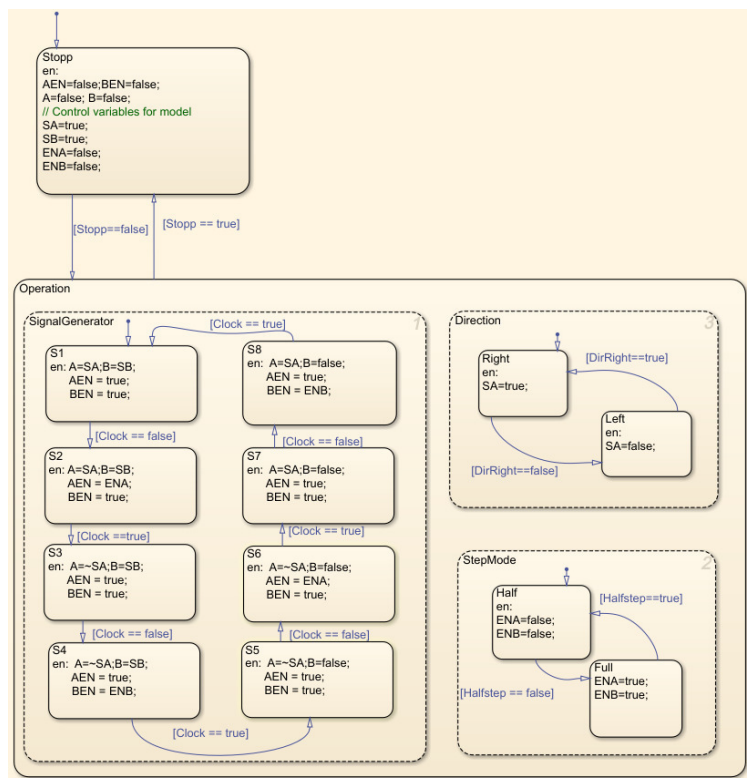 Stopp
en:
AEN=false;BEN=false;
A=false; B=false;
// Control variables for model
SA=true;
SB=true;
ENA=false;
ENB=false;
[Stopp==false]
[Stopp == true]
Operation
SignalGenerator
1
[Clock == true]
S1
en: A=SA;B=SB;
AEN = true;
BEN = true;
[Clock == false]
S2
en: A=SA;B=SB;
AEN = ENA;
BEN = true;
[Clock ==true]
S3
en: A=~SA;B=SB;
AEN = true;
BEN = true;
[Clock == false]
S4
en: A=~SA;B=SB;
AEN = true;
BEN = ENB;
[Clock == true]
S8
en: A=SA;B=false;
AEN = true;
BEN = ENB;
[Clock == false]
S7
en: A=SA;B=false;
AEN = true;
BEN = true;
[Clock == true]
S6
en: A=~SA;B=false;
AEN = ENA;
BEN = true;
[Clock == false]
S5
en: A=~SA;B=false;
AEN = true;
BEN = true;
Direction
3
Right
en:
SA=true;
[DirRight==true]
Left
en:
SA=false;
[DirRight==false]
StepMode
2
Half
en:
ENA=false;
ENB=false;
[Halfstep==true]
Full
ENA=true;
ENB=true;
[Halfstep == false]